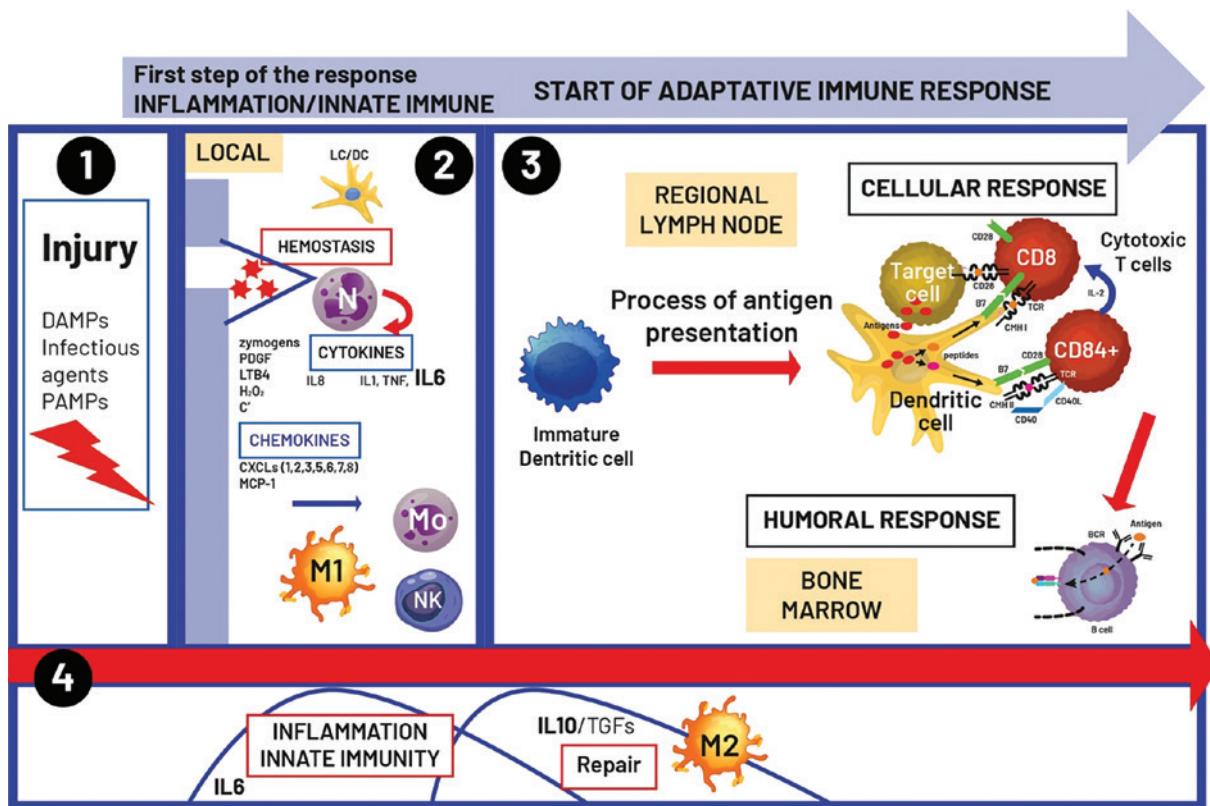 First step of the response
INFLAMMATION/INNATE IMMUNE
START OF ADAPTATIVE IMMUNE RESPONSE
1
Injury
DAMPs
Infectious
agents
PAMPs
LOCAL
2
LC/DC
HEMOSTASIS
N
zymogens
PDGF
LTB4
H₂O₂
C'
CYTOKINES
IL8
IL1, TNF, IL6
CHEMOKINES
CXCLs (1,2,3,5,6,7,8)
MCP-1
Mo
M1
NK
3
REGIONAL
LYMPH NODE
CELLULAR RESPONSE
Process of antigen
presentation
Immature
Dentritic cell
Target
cell
CD28
CD28
CD8
Cytotoxic
T cells
IL-2
B7
TCR
CMH I
Antigens
peptides
CD84+
B7
CD28
TCR
CMH II
CD40L
CD40
Dendritic
cell
HUMORAL RESPONSE
BONE
MARROW
BCR
Antigen
B cell
4
INFLAMMATION
INNATE IMMUNITY
IL6
IL10/TGFs
Repair
M2